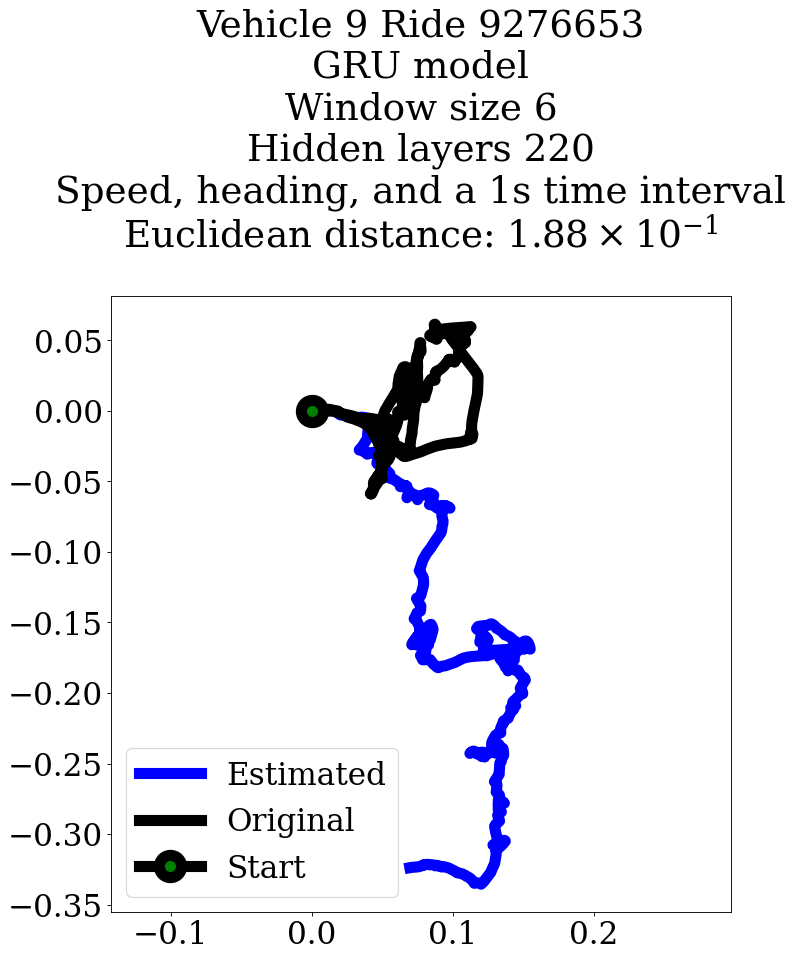 Vehicle 9 Ride 9276653
GRU model
Window size 6
Hidden layers 220
Speed, heading, and a 1s time interval
Euclidean distance: 1.88 × 10⁻¹
0.05
0.00
−0.05
−0.10
−0.15
−0.20
−0.25
−0.30
−0.35
Estimated
Original
Start
−0.1
0.0
0.1
0.2